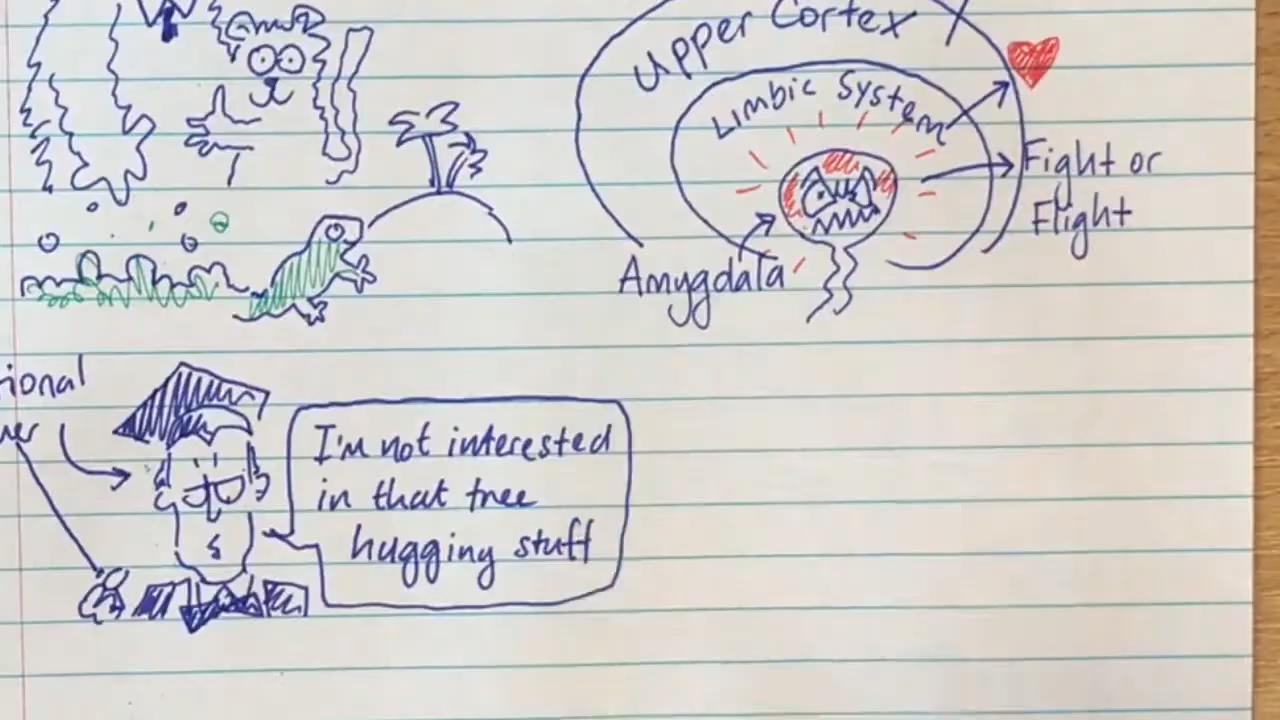 Upper Cortex
Limbic System
Fight or
Flight
Amygdala
ional
I'm not interested
in that tree
hugging stuff